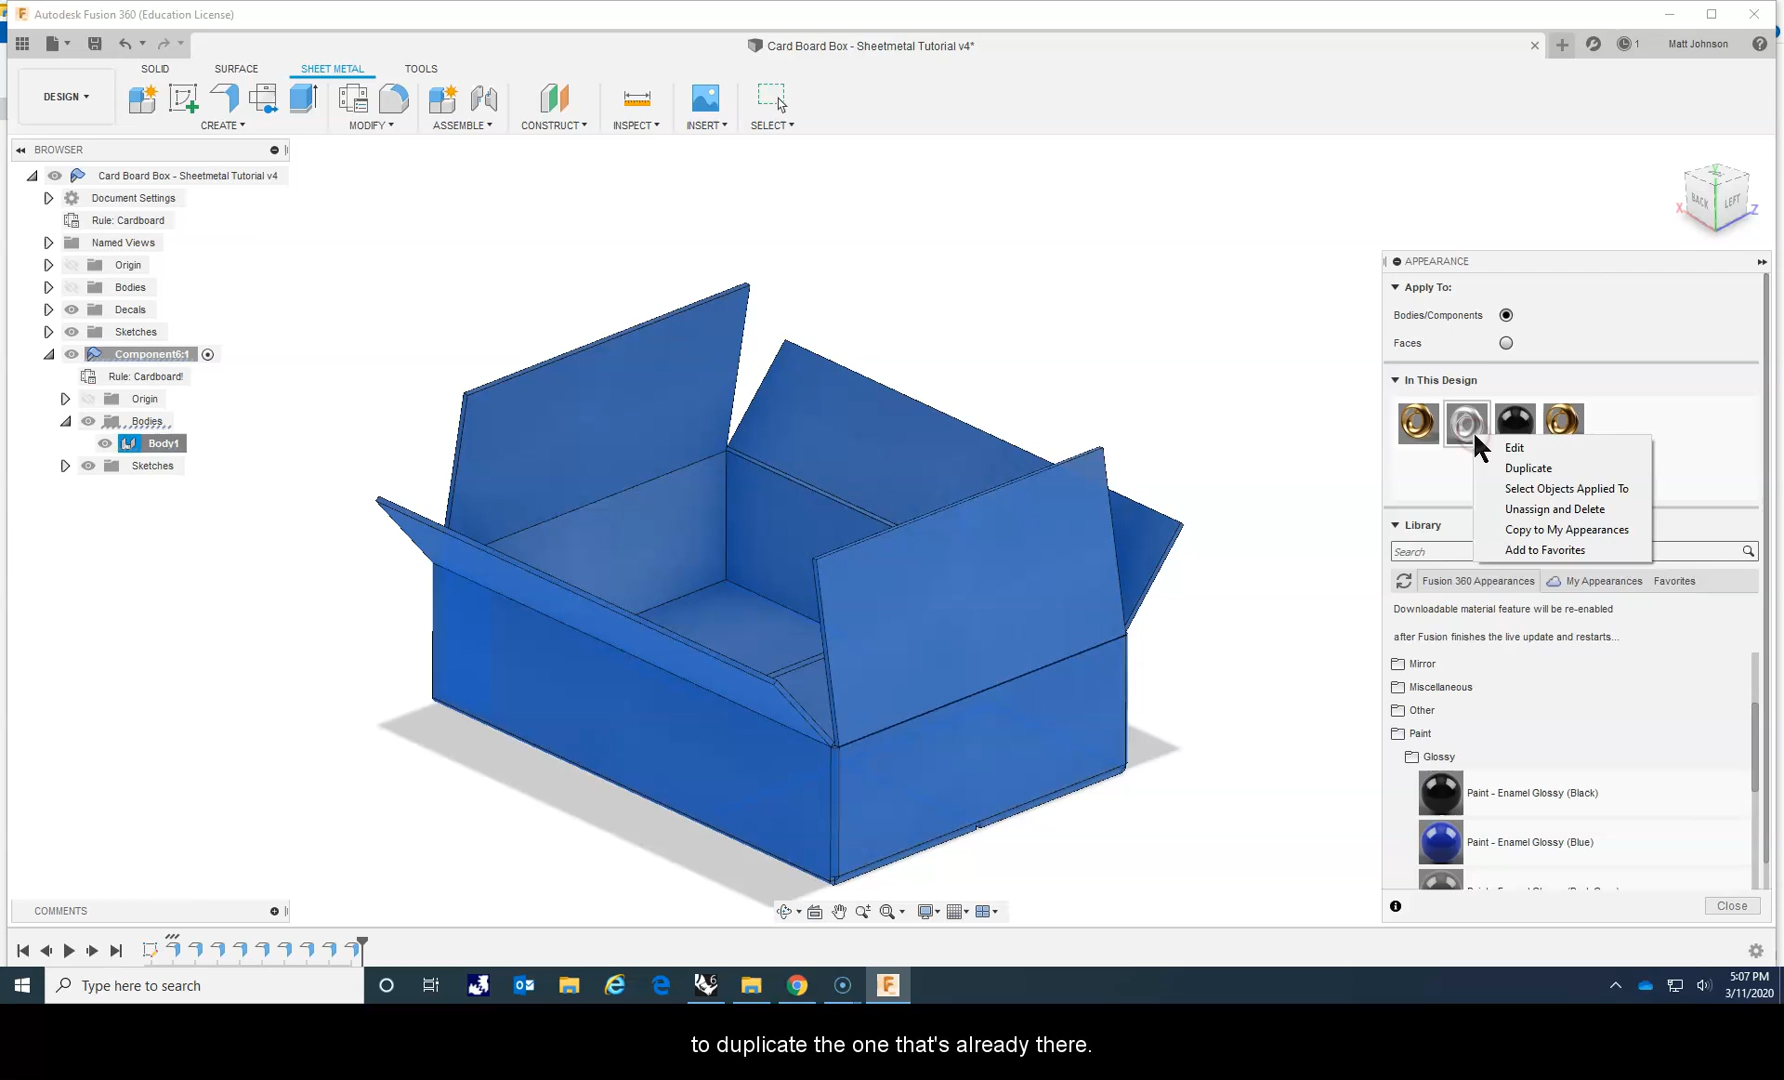 Autodesk Fusion 360 (Education License)
Card Board Box - Sheetmetal Tutorial v4*
1
Matt Johnson
SOLID
SURFACE
SHEET METAL
TOOLS
DESIGN
CREATE
MODIFY
ASSEMBLE
CONSTRUCT
INSPECT
INSERT
SELECT
BROWSER
Card Board Box - Sheetmetal Tutorial v4
Document Settings
Rule: Cardboard
Named Views
Origin
Bodies
Decals
Sketches
Component6:1
Rule: Cardboard!
Origin
Bodies
Body1
Sketches
BACK
LEFT
X
Y
Z
APPEARANCE
Apply To:
Bodies/Components
Faces
In This Design
Edit
Duplicate
Select Objects Applied To
Unassign and Delete
Copy to My Appearances
Add to Favorites
Library
Search
Fusion 360 Appearances
My Appearances
Favorites
Downloadable material feature will be re-enabled
after Fusion finishes the live update and restarts...
Mirror
Miscellaneous
Other
Paint
Glossy
Paint - Enamel Glossy (Black)
Paint - Enamel Glossy (Blue)
Close
COMMENTS
Type here to search
5:07 PM
3/11/2020
to duplicate the one that's already there.